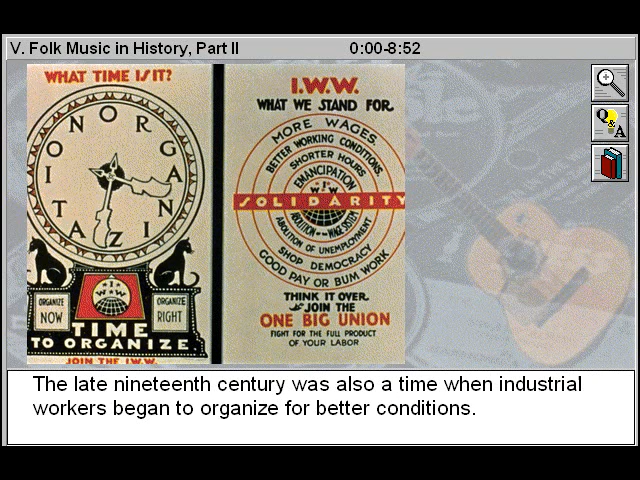 V. Folk Music in History, Part II
0:00-8:52
WHAT TIME IS IT?
ORGANIZATION
ORGANIZE
NOW
ORGANIZE
RIGHT
TIME
TO ORGANIZE
JOIN THE I.W.W.
I.W.W.
WHAT WE STAND FOR
MORE WAGES
BETTER WORKING CONDITIONS
SHORTER HOURS
EMANCIPATION
SOLIDARITY
ABOLITION OF THE WAGE SYSTEM
ABOLITION OF UNEMPLOYMENT
SHOP DEMOCRACY
GOOD PAY OR BUM WORK
THINK IT OVER
JOIN THE
ONE BIG UNION
FIGHT FOR THE FULL PRODUCT
OF YOUR LABOR
Q&A
The late nineteenth century was also a time when industrial
workers began to organize for better conditions.